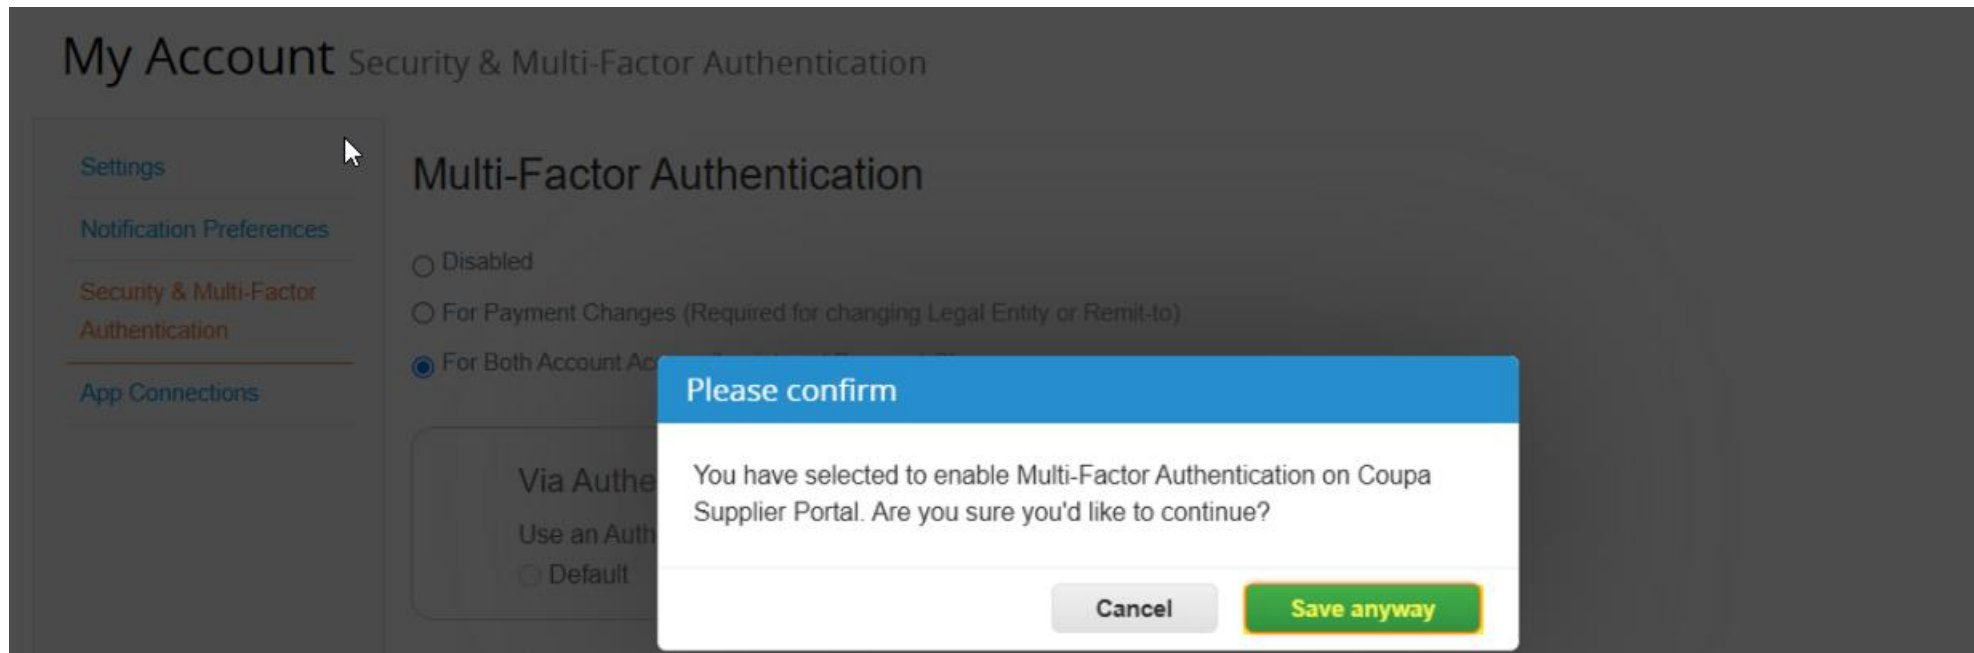 My Account Security & Multi-Factor Authentication
Settings
Notification Preferences
Security & Multi-Factor
Authentication
App Connections
Multi-Factor Authentication
Disabled
For Payment Changes (Required for changing Legal Entity or Remit-to)
For Both Account
Via
Use an
Default
Please confirm
You have selected to enable Multi-Factor Authentication on Coupa
Supplier Portal. Are you sure you'd like to continue?
Cancel
Save anyway